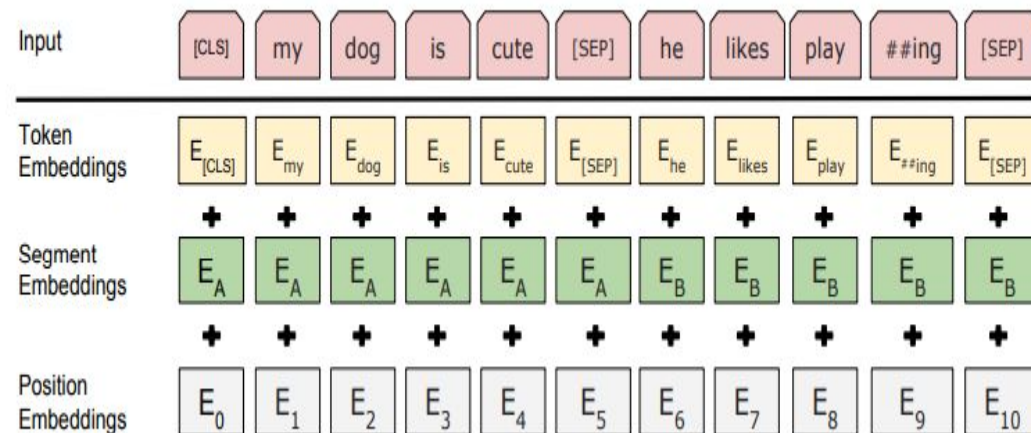 Input [CLS] my dog is cute [SEP] he likes play ##ing [SEP]
Token Embeddings E[CLS] Emy Edog Eis Ecute E[SEP] Ehe Elikes Eplay E##ing E[SEP]
+ + + + + + + + + + +
Segment Embeddings EA EA EA EA EA EA EB EB EB EB EB
+ + + + + + + + + + +
Position Embeddings E0 E1 E2 E3 E4 E5 E6 E7 E8 E9 E10